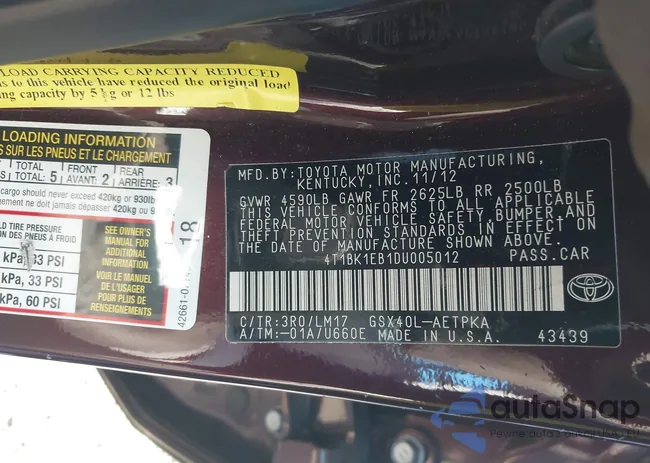 LOAD CARRYING CAPACITY REDUCED
to this vehicle have reduced the original load
capacity by 5 kg or 12 lbs
LOADING INFORMATION
SUR LES PNEUS ET LE CHARGEMENT
TOTAL : 5 FRONT AVANT : 2 REAR ARRIÈRE : 3
cargo should never exceed 420kg or 930lb
ne doit jamais dépasser 420kg ou 9
TIRE PRESSURE
DES PNEUS À FROID
kPa, 33 PSI
kPa, 33 PSI
kPa, 60 PSI
SEE OWNER'S
MANUAL FOR
ADDITIONAL
INFORMATION
VOIR LE MANUEL
DE L'USAGER
POUR PLUS DE
RENSEIGNEMENTS
18
MFD.BY:TOYOTA MOTOR MANUFACTURING,
KENTUCKY, INC. 11/12
GVWR 4590LB GAWR FR 2625LB RR 2500LB
THIS VEHICLE CONFORMS TO ALL APPLICABLE
FEDERAL MOTOR VEHICLE SAFETY,BUMPER,AND
THEFT PREVENTION STANDARDS IN EFFECT ON
THE DATE OF MANUFACTURE SHOWN ABOVE.
4T1BK1EB1DU005012 PASS.CAR
C/TR:3R0/LM17 GSX40L-AETPKA
A/TM:-01A/U660E MADE IN U.S.A. 43439
TOYOTA
autoSnap